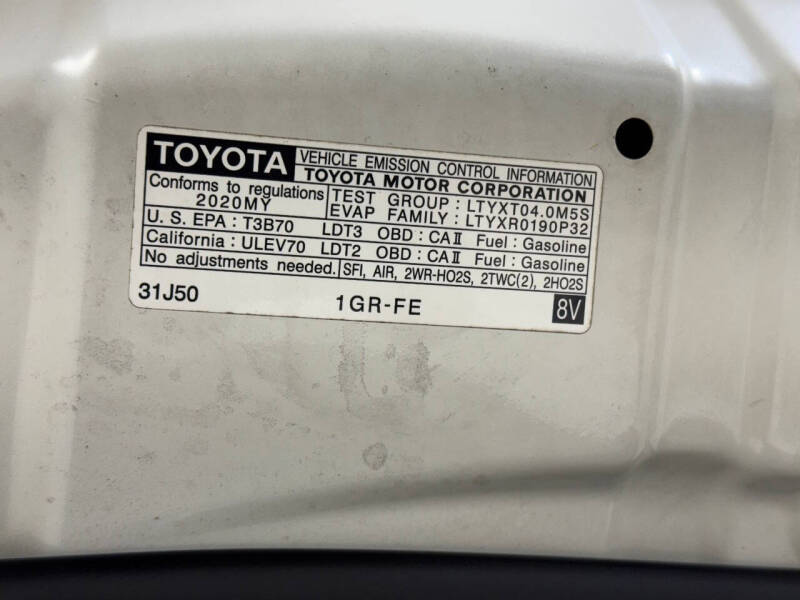 TOYOTA VEHICLE EMISSION CONTROL INFORMATION
TOYOTA MOTOR CORPORATION
Conforms to regulations
2020MY
TEST GROUP : LTYXT04.0M5S
EVAP FAMILY : LTYXR0190P32
U. S. EPA : T3B70 LDT3 OBD : CAⅡ Fuel : Gasoline
California : ULEV70 LDT2 OBD : CAⅡ Fuel : Gasoline
No adjustments needed. SFI, AIR, 2WR-HO2S, 2TWC(2), 2HO2S
31J50 1GR-FE 8V